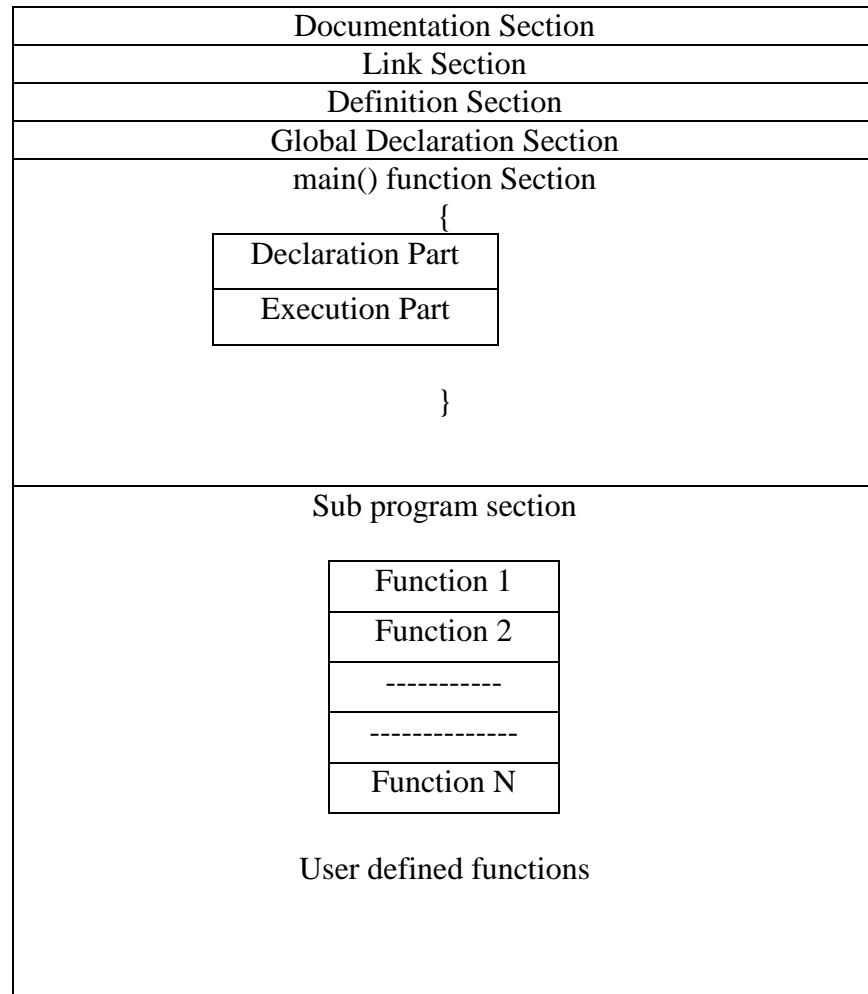 Documentation Section
Link Section
Definition Section
Global Declaration Section
main() function Section
{
Declaration Part
Execution Part
}
Sub program section
Function 1
Function 2
-----------
--------------
Function N
User defined functions